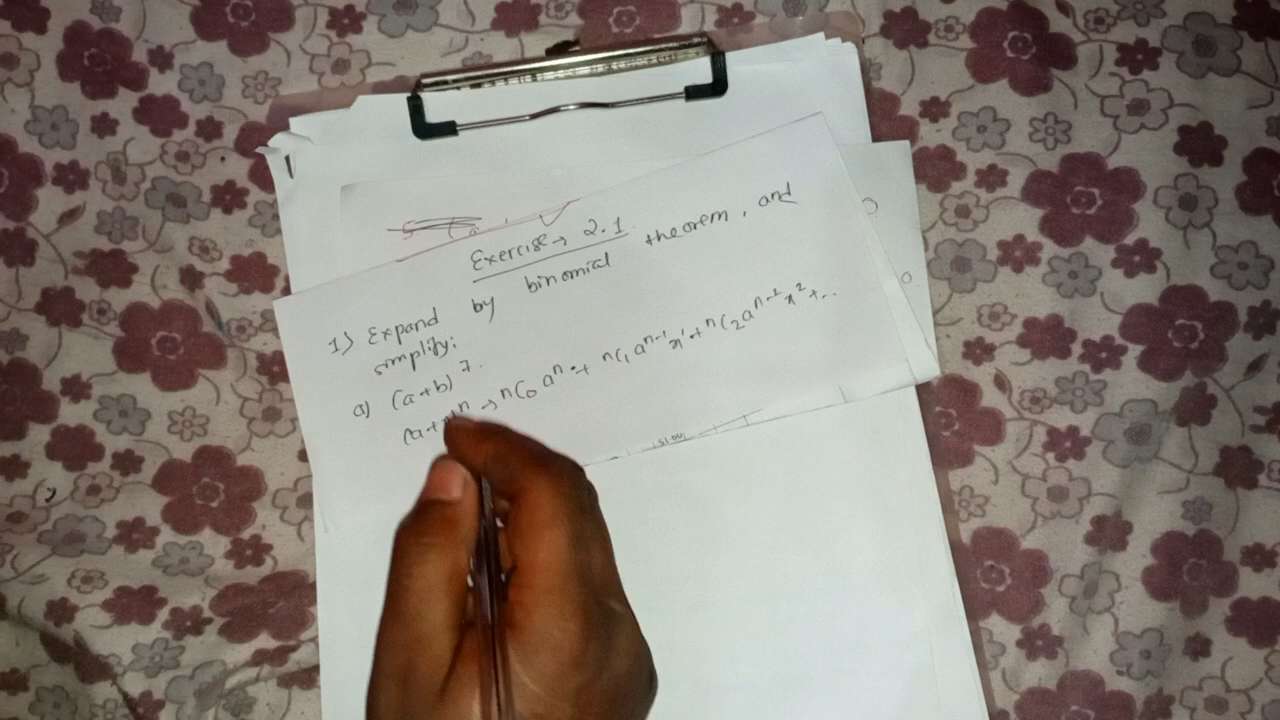 Exercise → 2.1
1) Expand by binomial theorem, and
simplify:
a) (a+b)⁷.
→ ⁿC₀ aⁿ + ⁿC₁ aⁿ⁻¹ x¹ + ⁿC₂ aⁿ⁻² x² + ..